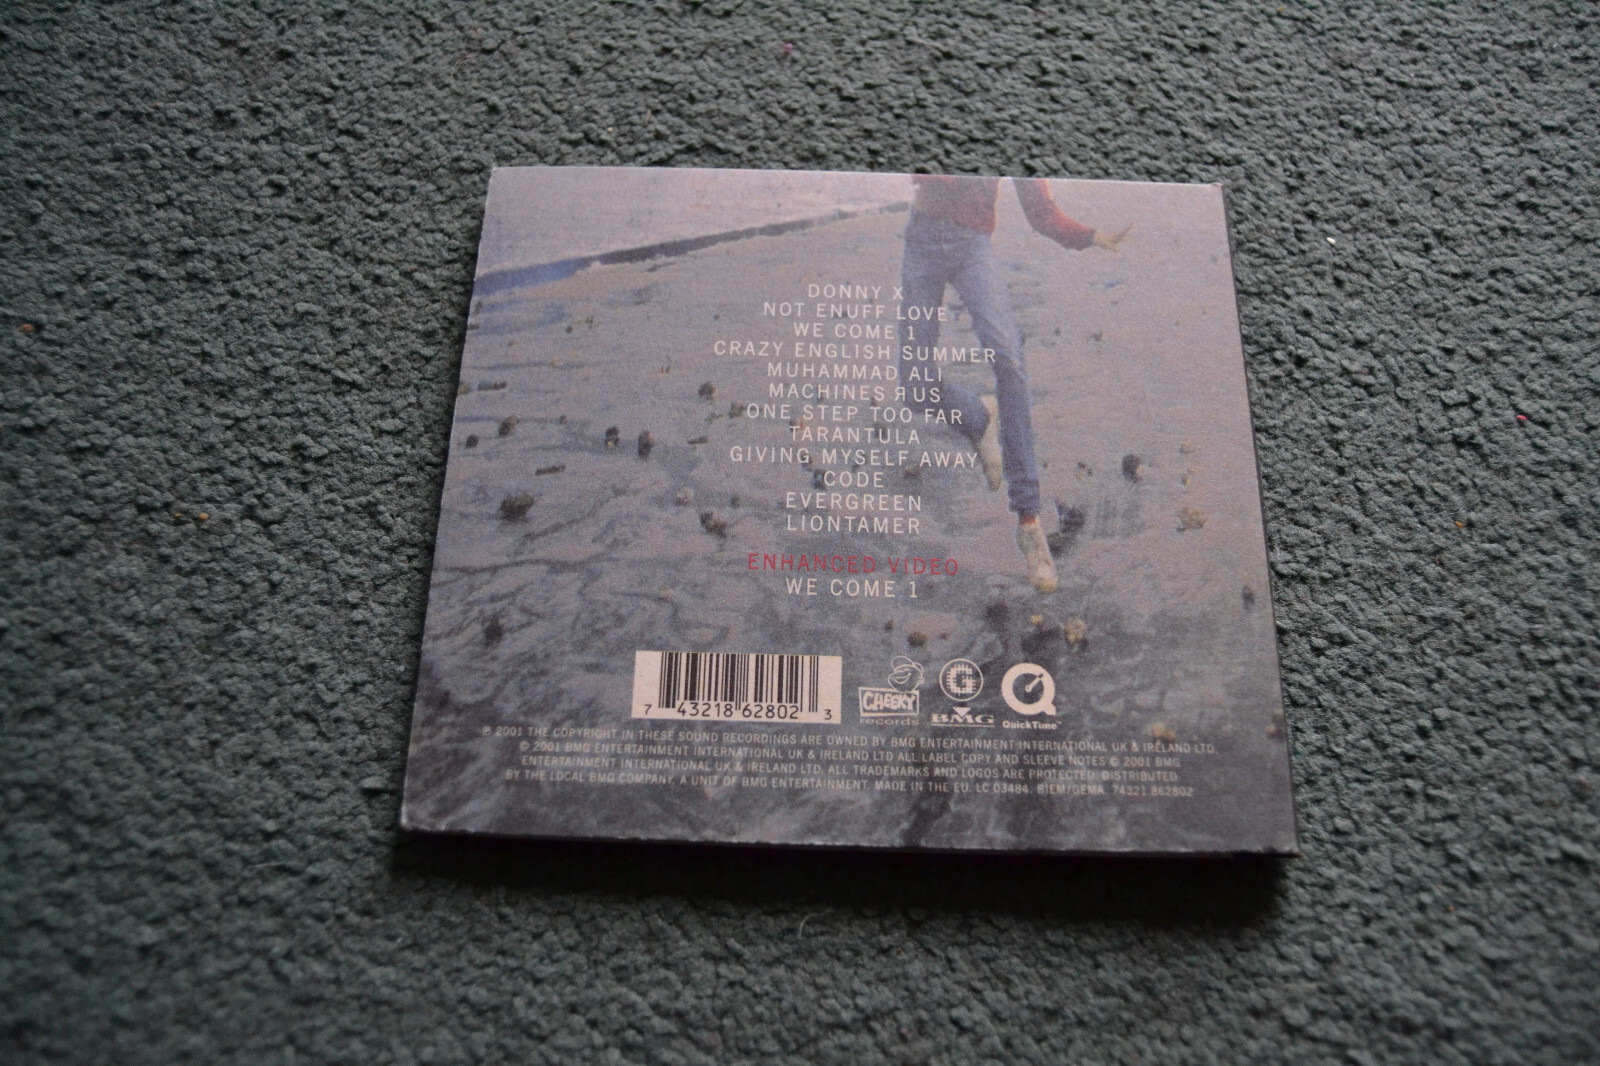 DONNY X
NOT ENUFF LOVE
WE COME 1
CRAZY ENGLISH SUMMER
MUHAMMAD ALI
MACHINES Я US
ONE STEP TOO FAR
TARANTULA
GIVING MYSELF AWAY
CODE
EVERGREEN
LIONTAMER
ENHANCED VIDEO
WE COME 1
7 43218 62802 3
CHEEKY
records
G
BMG
QuickTime™
℗ 2001 THE COPYRIGHT IN THESE SOUND RECORDINGS ARE OWNED BY BMG ENTERTAINMENT INTERNATIONAL UK & IRELAND LTD.
© 2001 BMG ENTERTAINMENT INTERNATIONAL UK & IRELAND LTD ALL LABEL COPY AND SLEEVE NOTES © 2001 BMG
ENTERTAINMENT INTERNATIONAL UK & IRELAND LTD. ALL TRADEMARKS AND LOGOS ARE PROTECTED. DISTRIBUTED
BY THE LOCAL BMG COMPANY, A UNIT OF BMG ENTERTAINMENT. MADE IN THE EU. LC 03484. BIEM/GEMA. 74321 862802